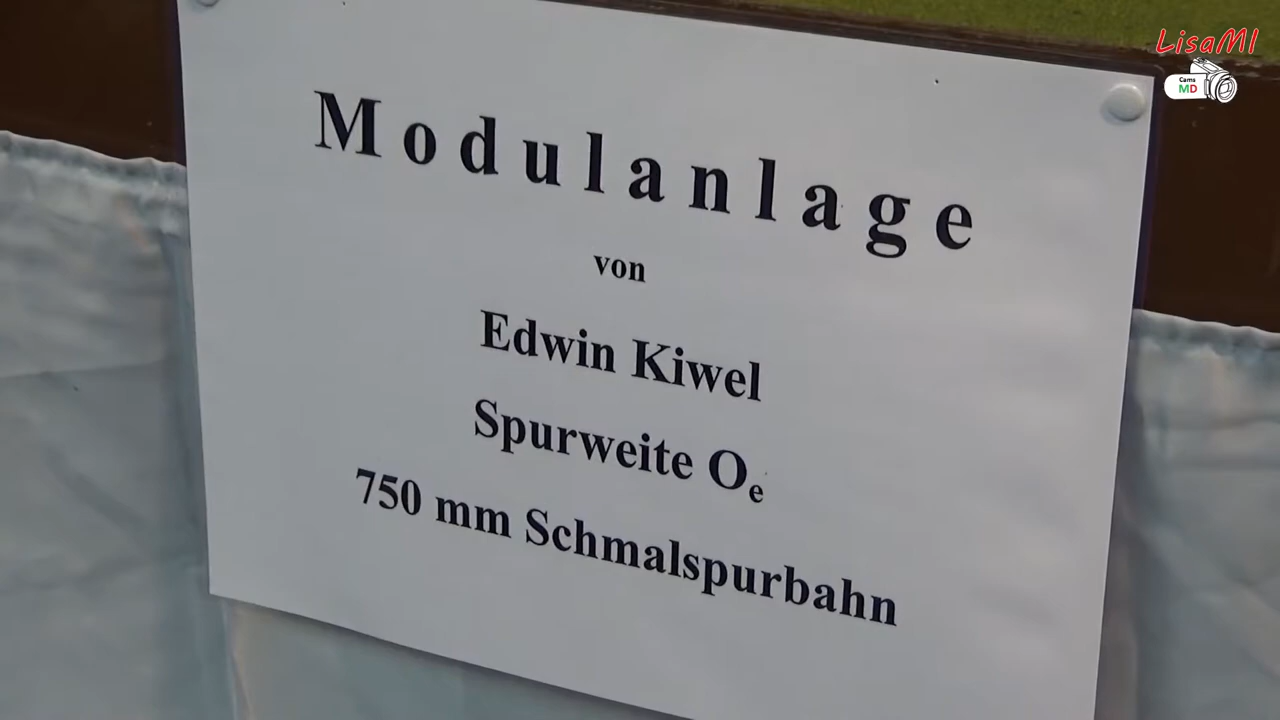 LisaMI
Cams
MD
Modulanlage
von
Edwin Kiwel
Spurweite Oe
750 mm Schmalspurbahn